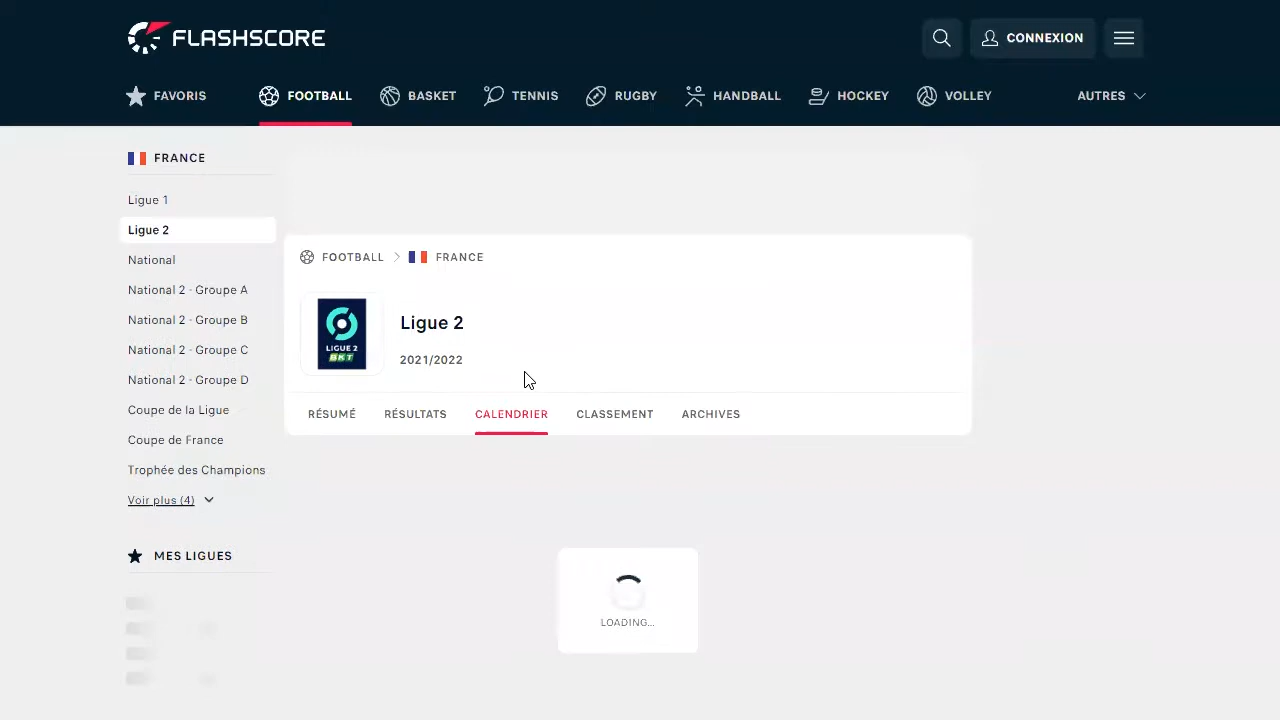 FLASHSCORE
CONNEXION
FAVORIS FOOTBALL BASKET TENNIS RUGBY HANDBALL HOCKEY VOLLEY AUTRES
FRANCE
Ligue 1
Ligue 2
National
National 2 - Groupe A
National 2 - Groupe B
National 2 - Groupe C
National 2 - Groupe D
Coupe de la Ligue
Coupe de France
Trophée des Champions
Voir plus (4)
MES LIGUES
FOOTBALL FRANCE
LIGUE 2
BKT
Ligue 2
2021/2022
RÉSUMÉ RÉSULTATS CALENDRIER CLASSEMENT ARCHIVES
LOADING...